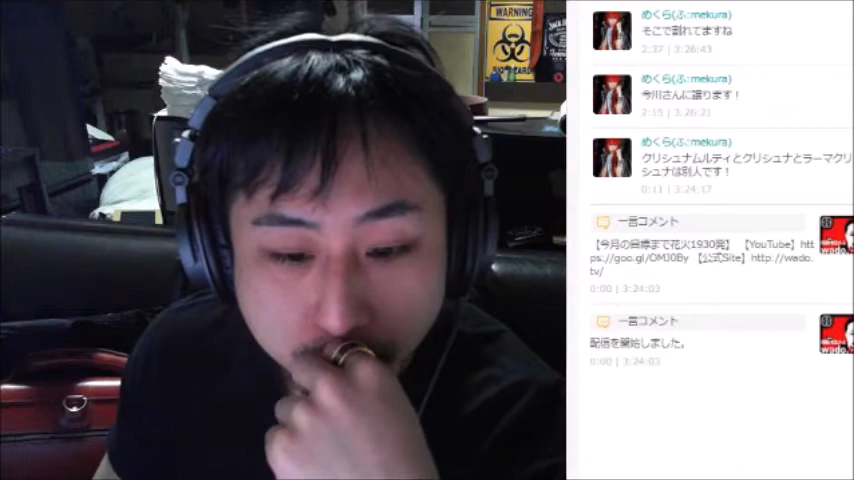 WARNING
BIOHAZARD
めくら(ふ:mekura)
そこで割れてますね
2:37 | 3:26:43
めくら(ふ:mekura)
今川さんに譲ります！
2:15 | 3:26:21
めくら(ふ:mekura)
クリシュナムルティとクリシュナとラーマクリ
シュナは別人です！
0:11 | 3:24:17
一言コメント
【今月の目標まで花火1930発】 【YouTube】htt
ps://goo.gl/OMJ0By 【公式Site】http://wado.
tv/
0:00 | 3:24:03
一言コメント
配信を開始しました。
0:00 | 3:24:03
wado.